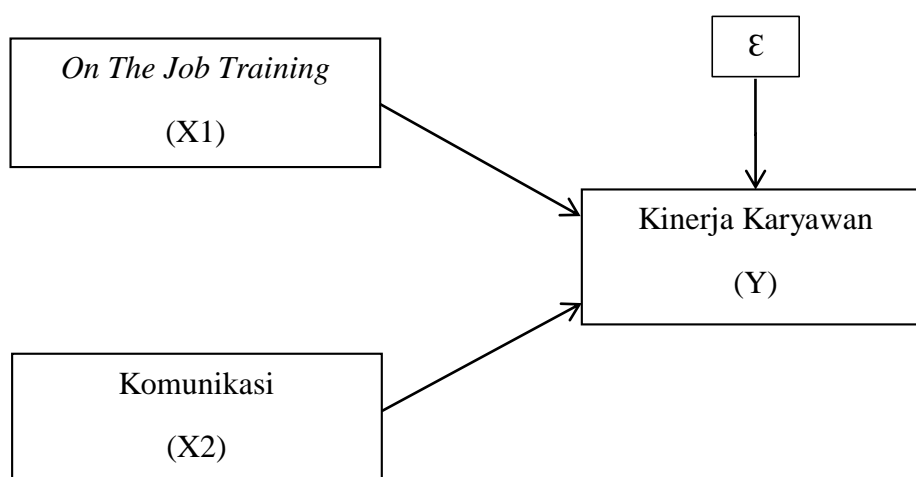 On The Job Training
(X1)
ε
Kinerja Karyawan
(Y)
Komunikasi
(X2)